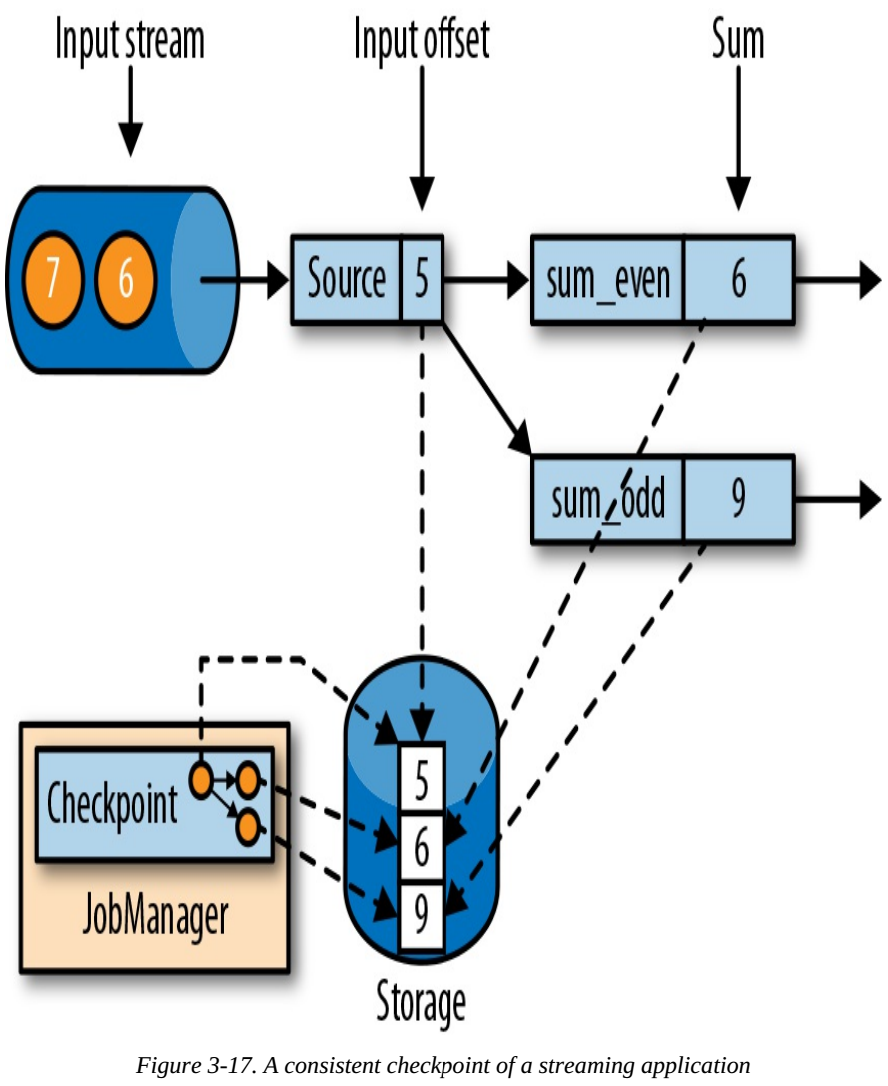 Input stream
Input offset
Sum
7
6
Source
5
sum_even
6
sum_odd
9
5
6
9
Checkpoint
JobManager
Storage
Figure 3-17. A consistent checkpoint of a streaming application